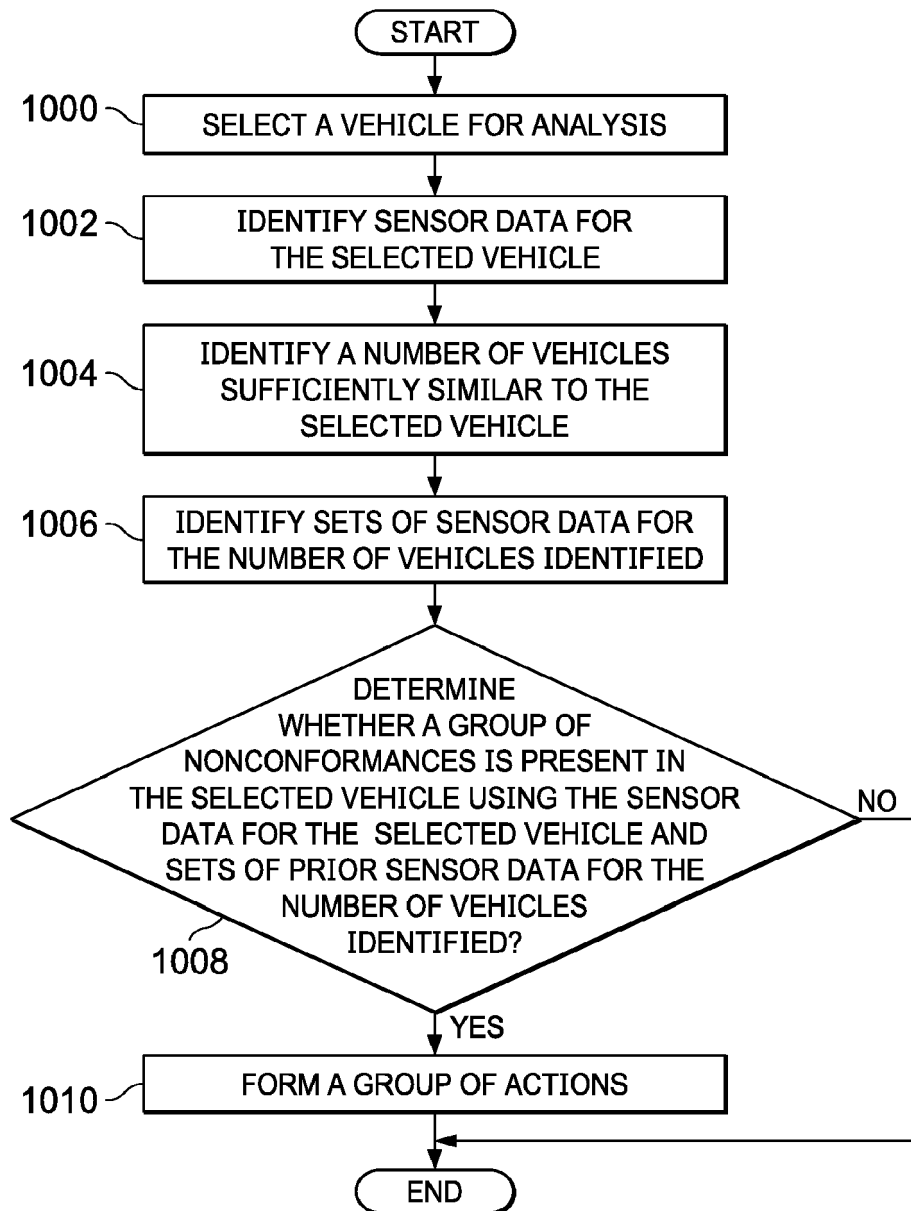 START
1000
SELECT A VEHICLE FOR ANALYSIS
1002
IDENTIFY SENSOR DATA FOR
THE SELECTED VEHICLE
1004
IDENTIFY A NUMBER OF VEHICLES
SUFFICIENTLY SIMILAR TO THE
SELECTED VEHICLE
1006
IDENTIFY SETS OF SENSOR DATA FOR
THE NUMBER OF VEHICLES IDENTIFIED
DETERMINE
WHETHER A GROUP OF
NONCONFORMANCES IS PRESENT IN
THE SELECTED VEHICLE USING THE SENSOR
DATA FOR THE SELECTED VEHICLE AND
SETS OF PRIOR SENSOR DATA FOR THE
NUMBER OF VEHICLES
IDENTIFIED?
NO
1008
YES
1010
FORM A GROUP OF ACTIONS
END